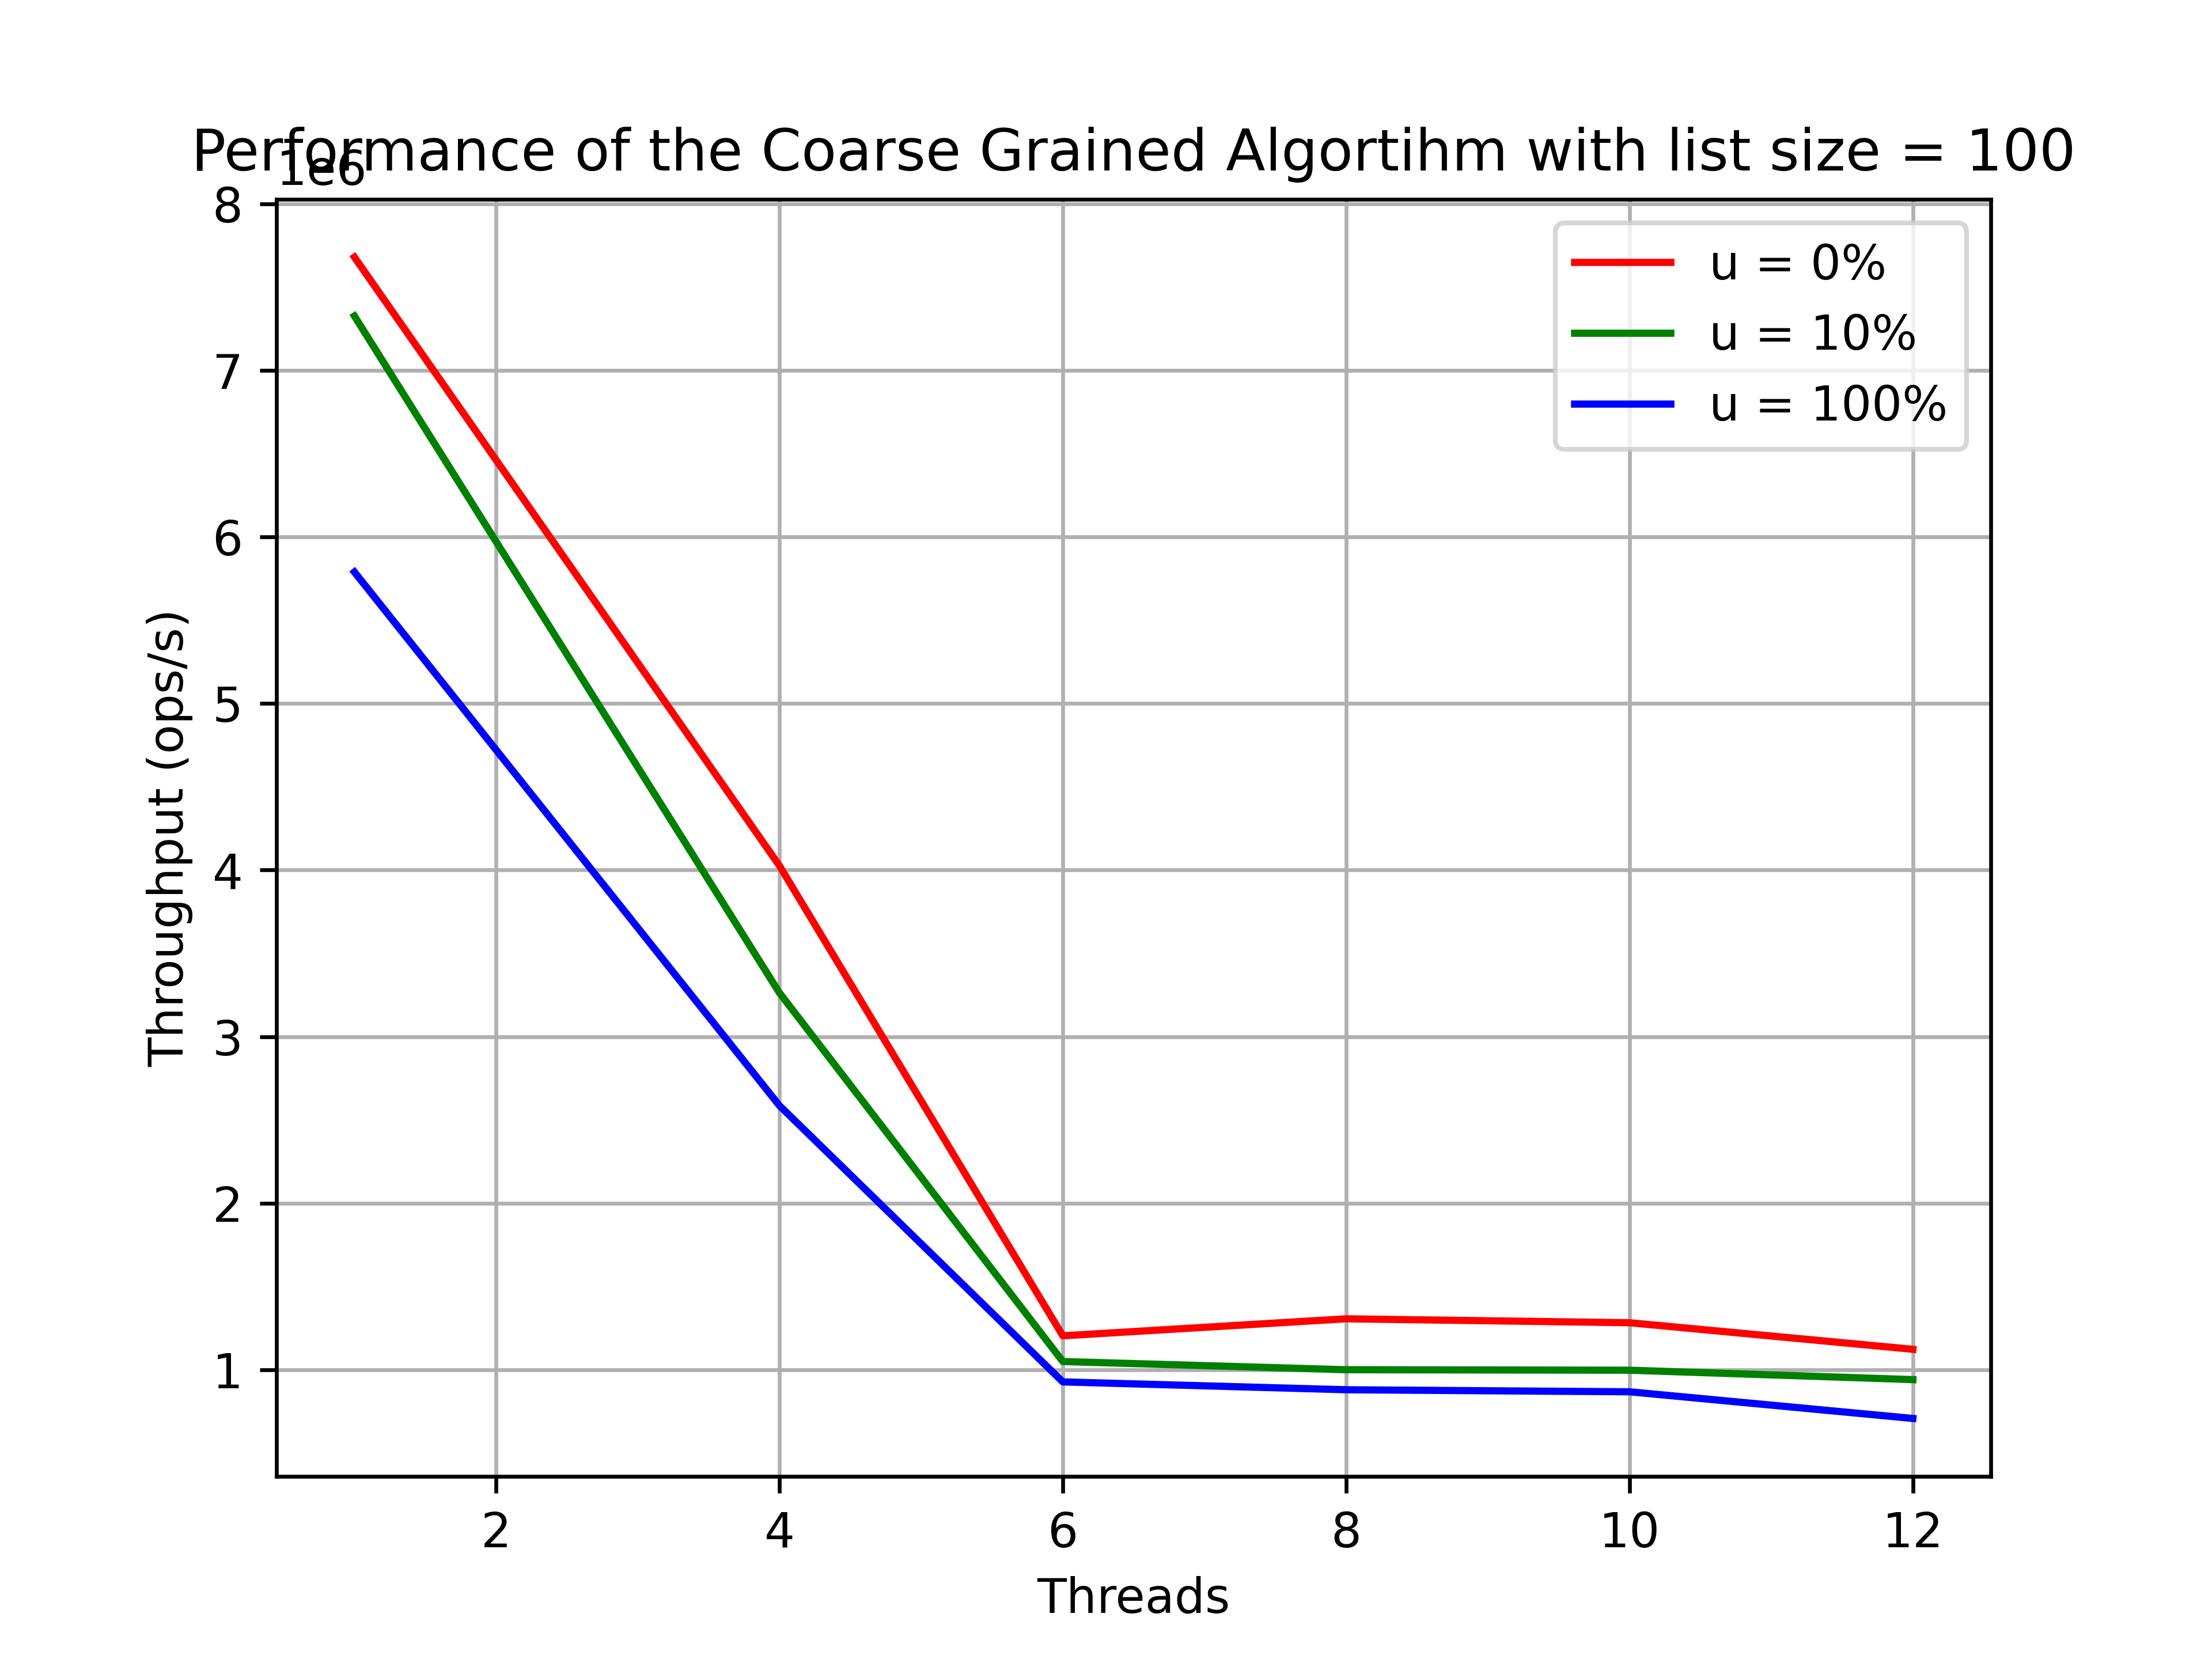 Performance of the Coarse Grained Algortihm with list size = 100
1e6
8
7
6
5
4
3
2
1
Throughput (ops/s)
u = 0%
u = 10%
u = 100%
2 4 6 8 10 12
Threads